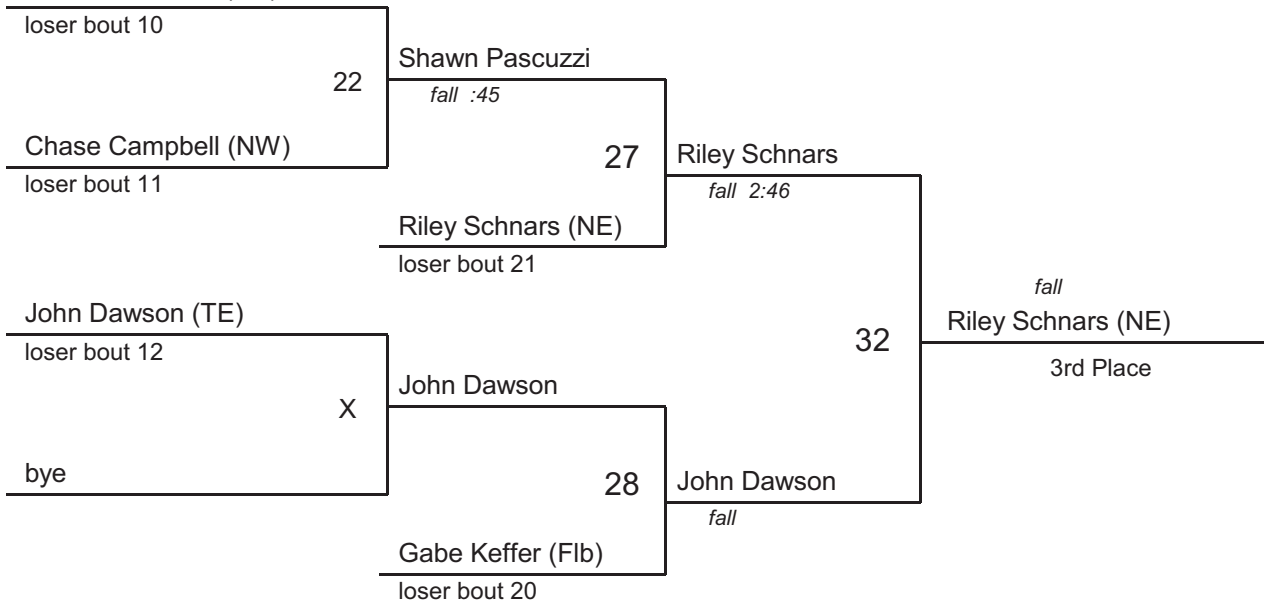 loser bout 10
Shawn Pascuzzi
22
fall :45
Chase Campbell (NW)
27
Riley Schnars
loser bout 11
fall 2:46
Riley Schnars (NE)
loser bout 21
fall
John Dawson (TE)
Riley Schnars (NE)
loser bout 12
32
3rd Place
John Dawson
X
bye
28
John Dawson
fall
Gabe Keffer (Flb)
loser bout 20